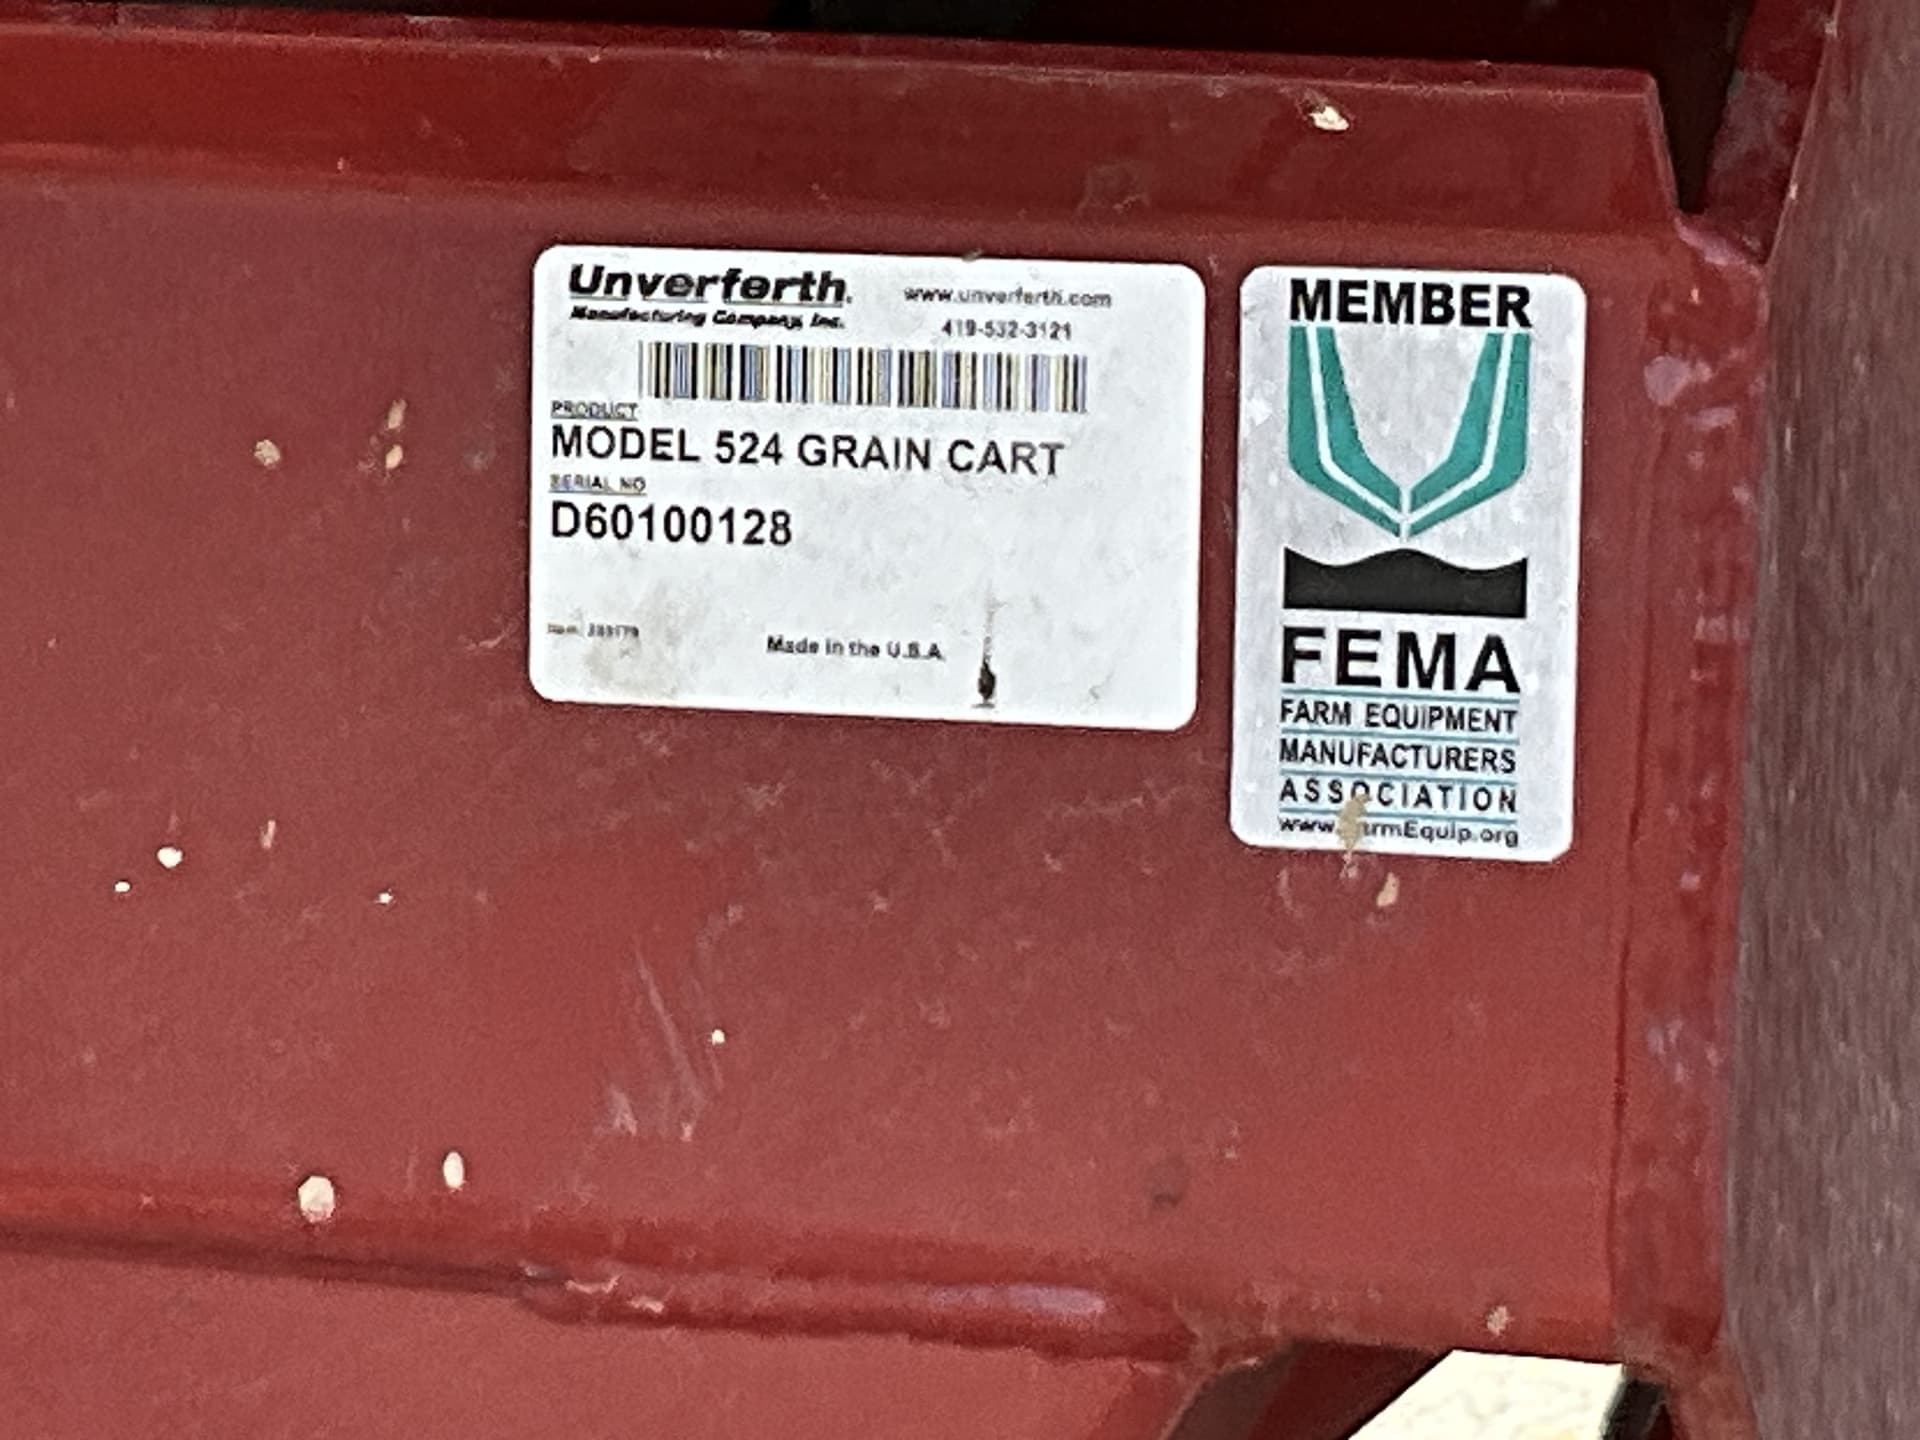 Unverferth.
Manufacturing Company, Inc.
www.unverferth.com
419-532-3121
PRODUCT
MODEL 524 GRAIN CART
SERIAL NO
D60100128
Made in the U.S.A.
MEMBER
FEMA
FARM EQUIPMENT
MANUFACTURERS
ASSOCIATION